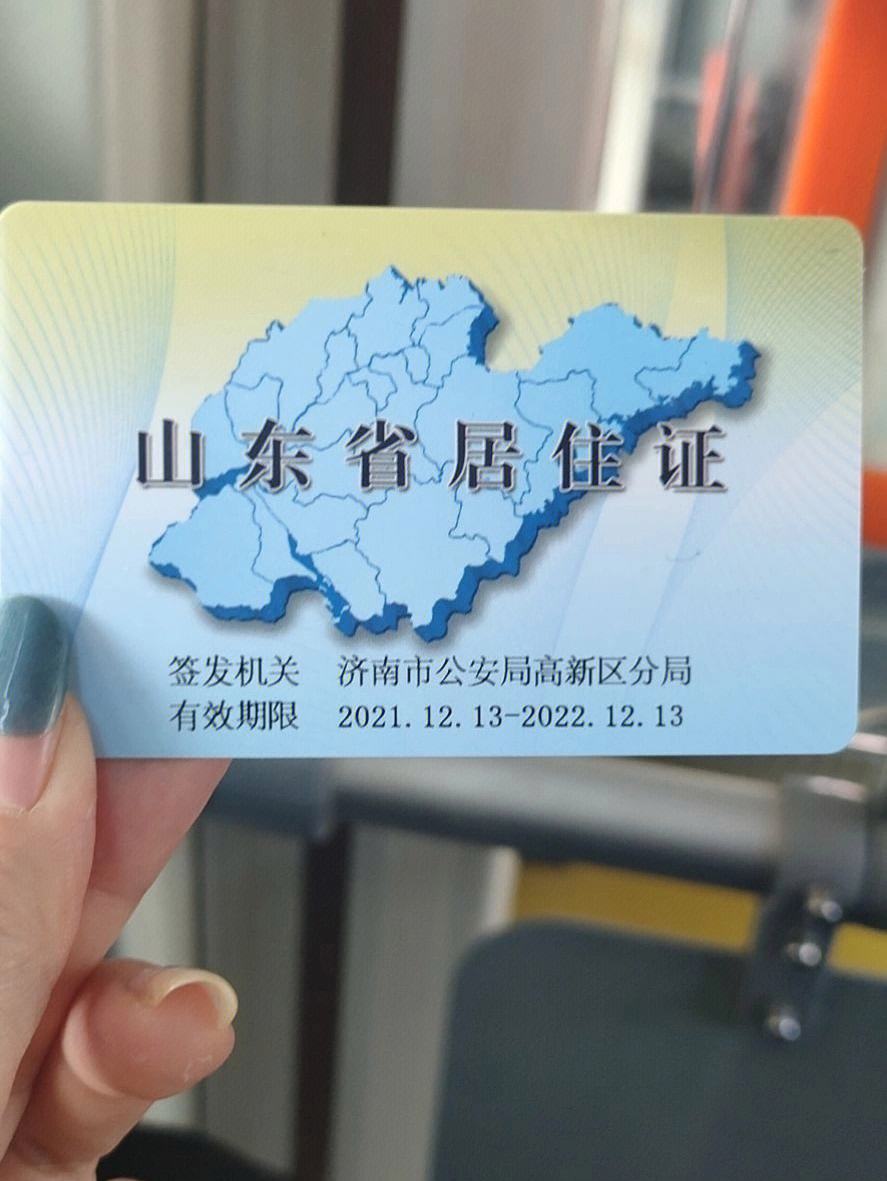 山东省居住证
签发机关 济南市公安局高新区分局
有效期限 2021.12.13-2022.12.13